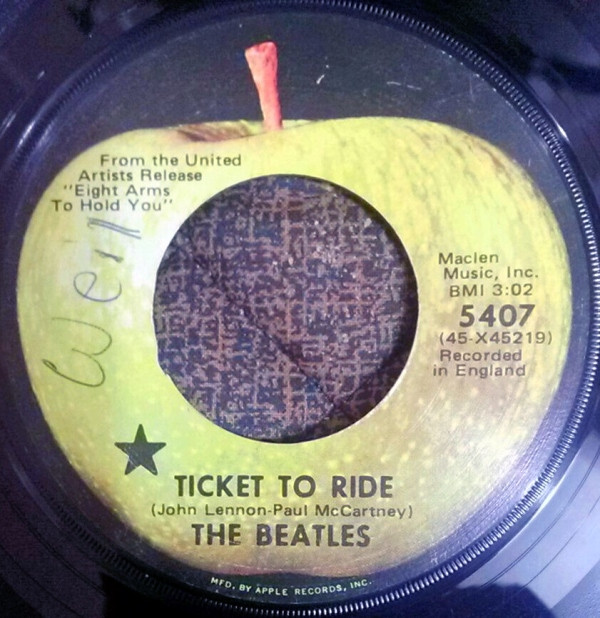 From the United
Artists Release
"Eight Arms
To Hold You"
Weill
Maclen
Music, Inc.
BMI 3:02
5407
(45-X45219)
Recorded
in England
TICKET TO RIDE
(John Lennon-Paul McCartney)
THE BEATLES
MFD. BY APPLE RECORDS, INC.